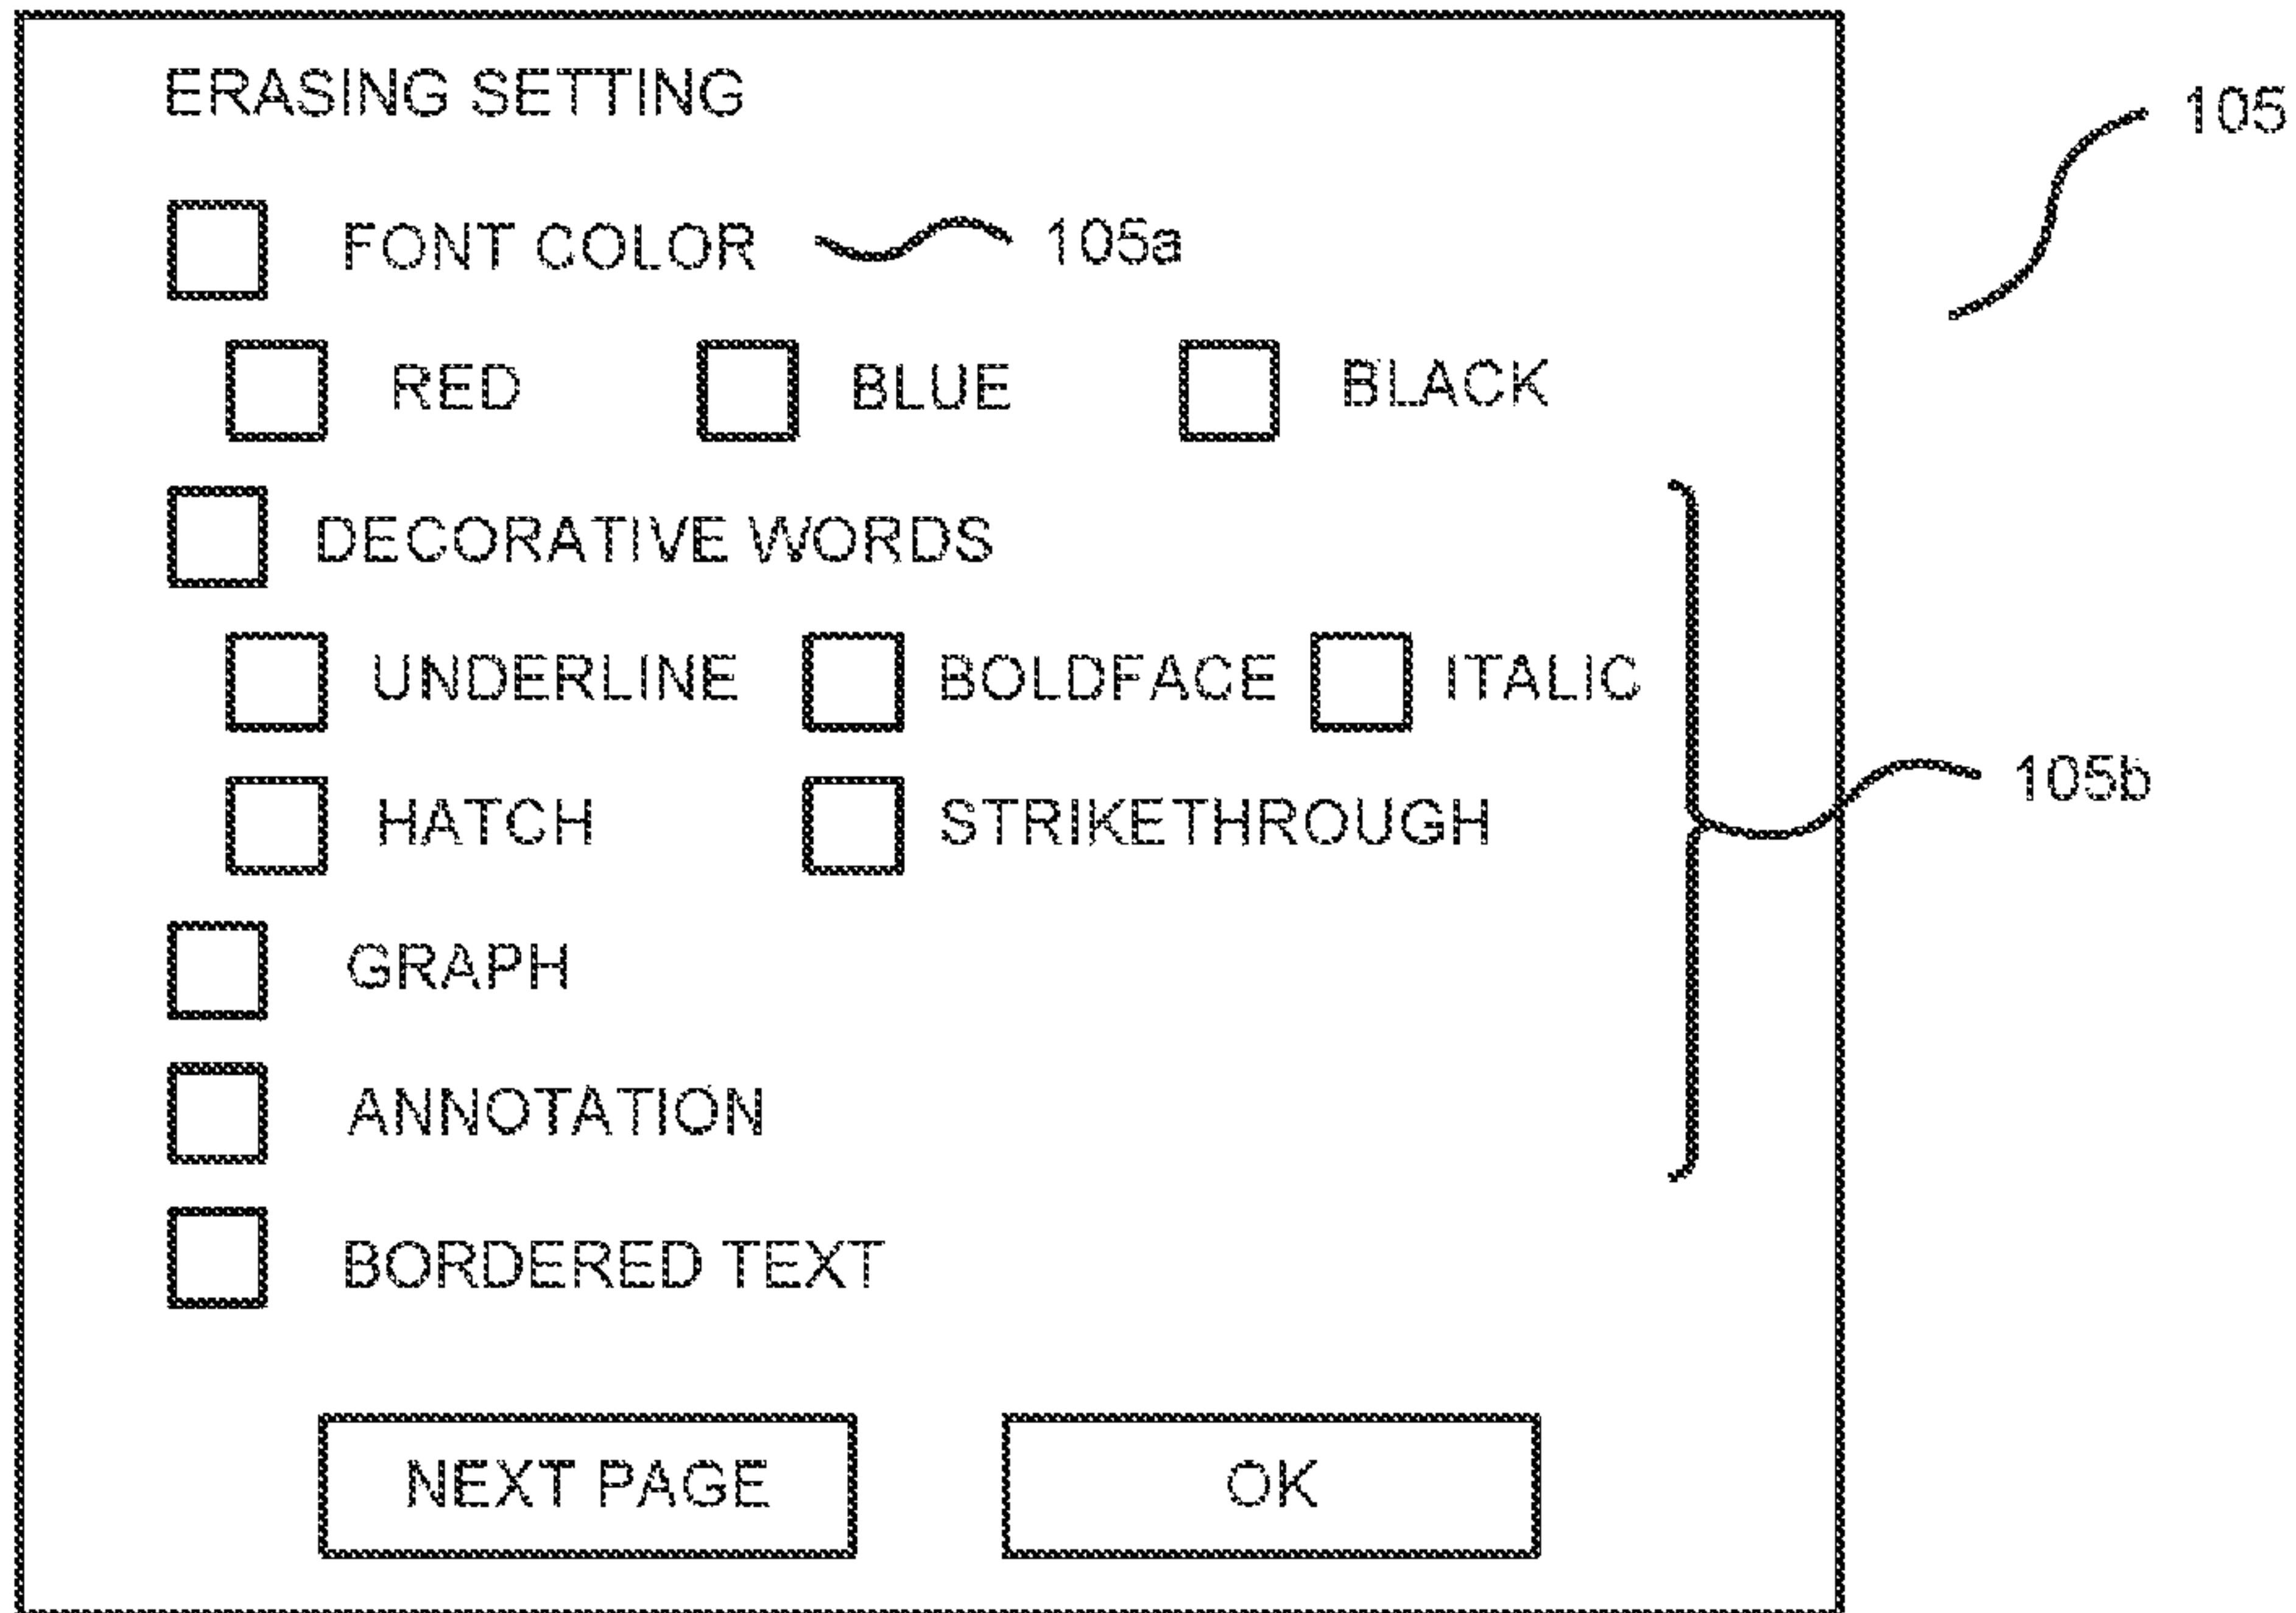 ERASING SETTING
105
FONT COLOR 105a
RED BLUE BLACK
DECORATIVE WORDS
UNDERLINE BOLDFACE ITALIC
105b
HATCH STRIKETHROUGH
GRAPH
ANNOTATION
BORDERED TEXT
NEXT PAGE OK